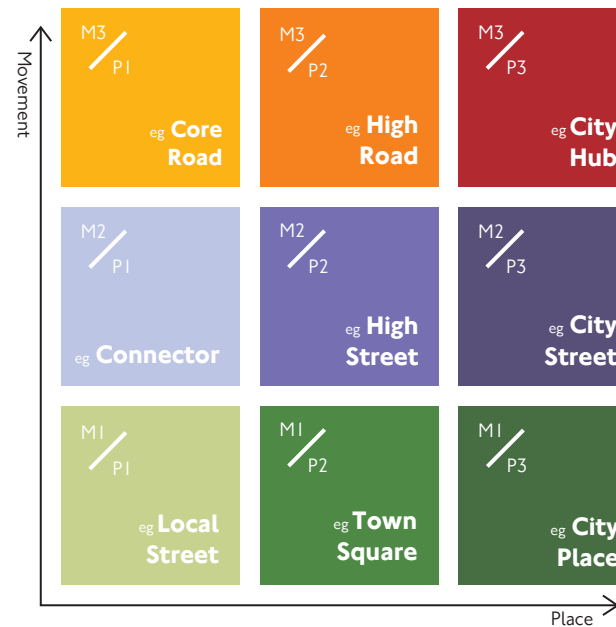 Movement
M3
P1
eg Core
Road
M3
P2
eg High
Road
M3
P3
eg City
Hub
M2
P1
eg Connector
M2
P2
eg High
Street
M2
P3
eg City
Street
M1
P1
eg Local
Street
M1
P2
eg Town
Square
M1
P3
eg City
Place
Place